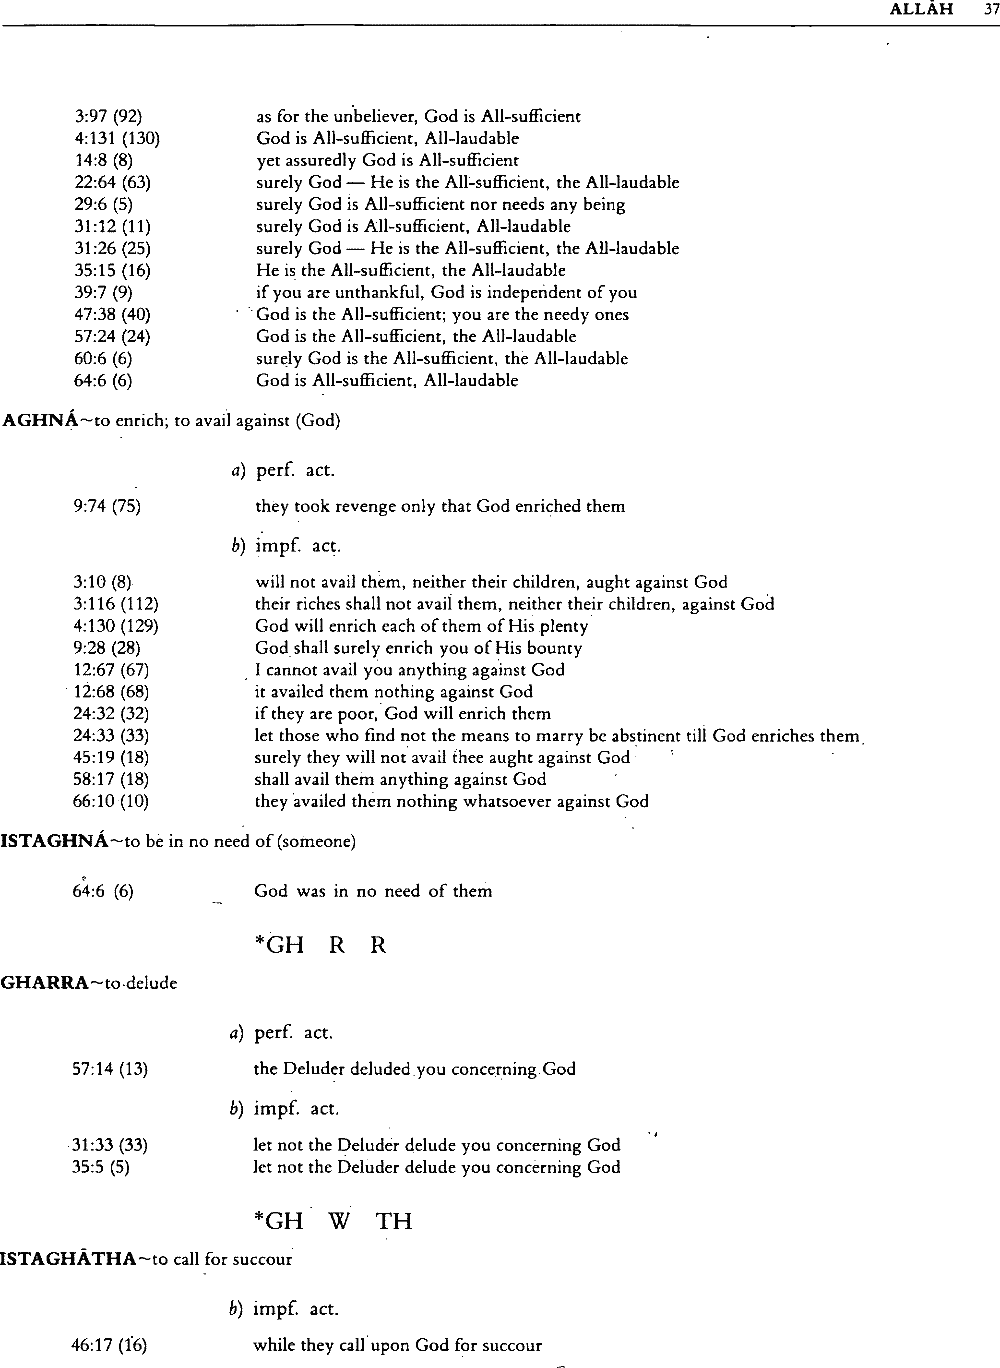 ALLÂH 37
3:97 (92) as for the unbeliever, God is All-sufficient
4:131 (130) God is All-sufficient, All-laudable
14:8 (8) yet assuredly God is All-sufficient
22:64 (63) surely God — He is the All-sufficient, the All-laudable
29:6 (5) surely God is All-sufficient nor needs any being
31:12 (11) surely God is All-sufficient, All-laudable
31:26 (25) surely God — He is the All-sufficient, the All-laudable
35:15 (16) He is the All-sufficient, the All-laudable
39:7 (9) if you are unthankful, God is independent of you
47:38 (40) God is the All-sufficient; you are the needy ones
57:24 (24) God is the All-sufficient, the All-laudable
60:6 (6) surely God is the All-sufficient, the All-laudable
64:6 (6) God is All-sufficient, All-laudable
AGHNÁ~to enrich; to avail against (God)
a) perf. act.
9:74 (75) they took revenge only that God enriched them
b) impf. act.
3:10 (8) will not avail them, neither their children, aught against God
3:116 (112) their riches shall not avail them, neither their children, against God
4:130 (129) God will enrich each of them of His plenty
9:28 (28) God shall surely enrich you of His bounty
12:67 (67) I cannot avail you anything against God
12:68 (68) it availed them nothing against God
24:32 (32) if they are poor, God will enrich them
24:33 (33) let those who find not the means to marry be abstinent till God enriches them
45:19 (18) surely they will not avail thee aught against God
58:17 (18) shall avail them anything against God
66:10 (10) they availed them nothing whatsoever against God
ISTAGHNÁ~to be in no need of (someone)
64:6 (6) God was in no need of them
*GH R R
GHARRA~to delude
a) perf. act.
57:14 (13) the Deluder deluded you concerning God
b) impf. act.
31:33 (33) let not the Deluder delude you concerning God
35:5 (5) let not the Deluder delude you concerning God
*GH W TH
ISTAGHÂTHA~to call for succour
b) impf. act.
46:17 (16) while they call upon God for succour